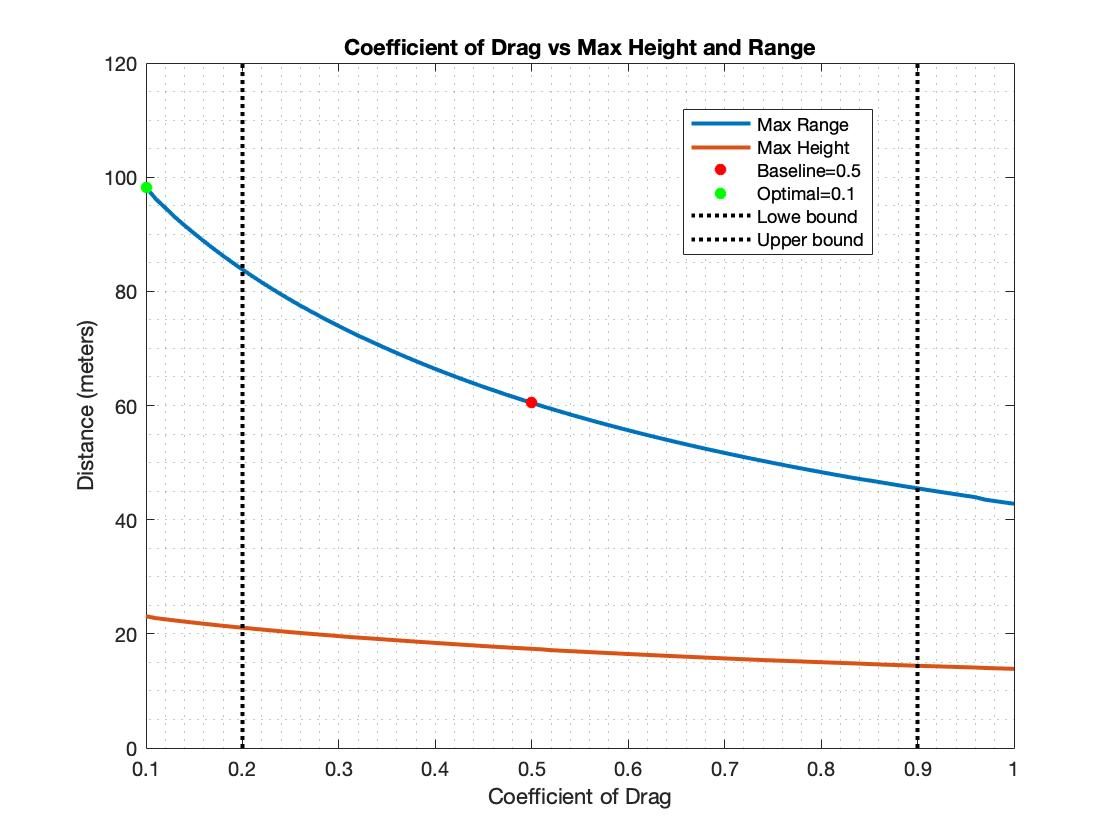 Coefficient of Drag vs Max Height and Range
120
100
80
60
40
20
0
Distance (meters)
Max Range
Max Height
Baseline=0.5
Optimal=0.1
Lowe bound
Upper bound
0.1 0.2 0.3 0.4 0.5 0.6 0.7 0.8 0.9 1
Coefficient of Drag